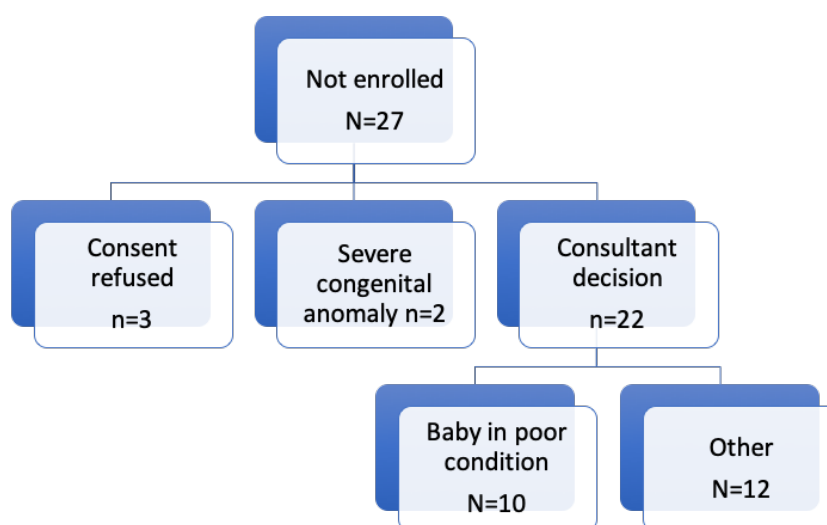 Not enrolled
N=27
Consent
refused
n=3
Severe
congenital
anomaly n=2
Consultant
decision
n=22
Baby in poor
condition
N=10
Other
N=12